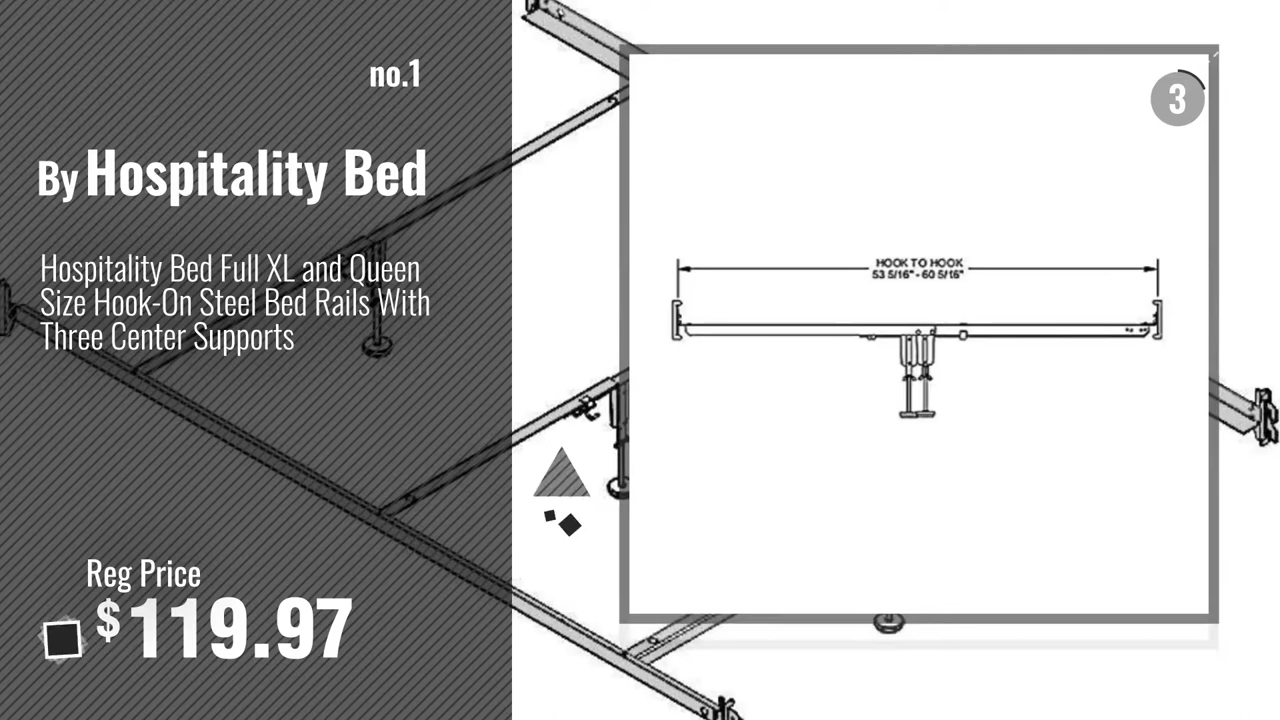 no.1
By Hospitality Bed
Hospitality Bed Full XL and Queen
Size Hook-On Steel Bed Rails With
Three Center Supports
Reg Price
$119.97
3
HOOK TO HOOK
53 5/16" - 60 5/16"